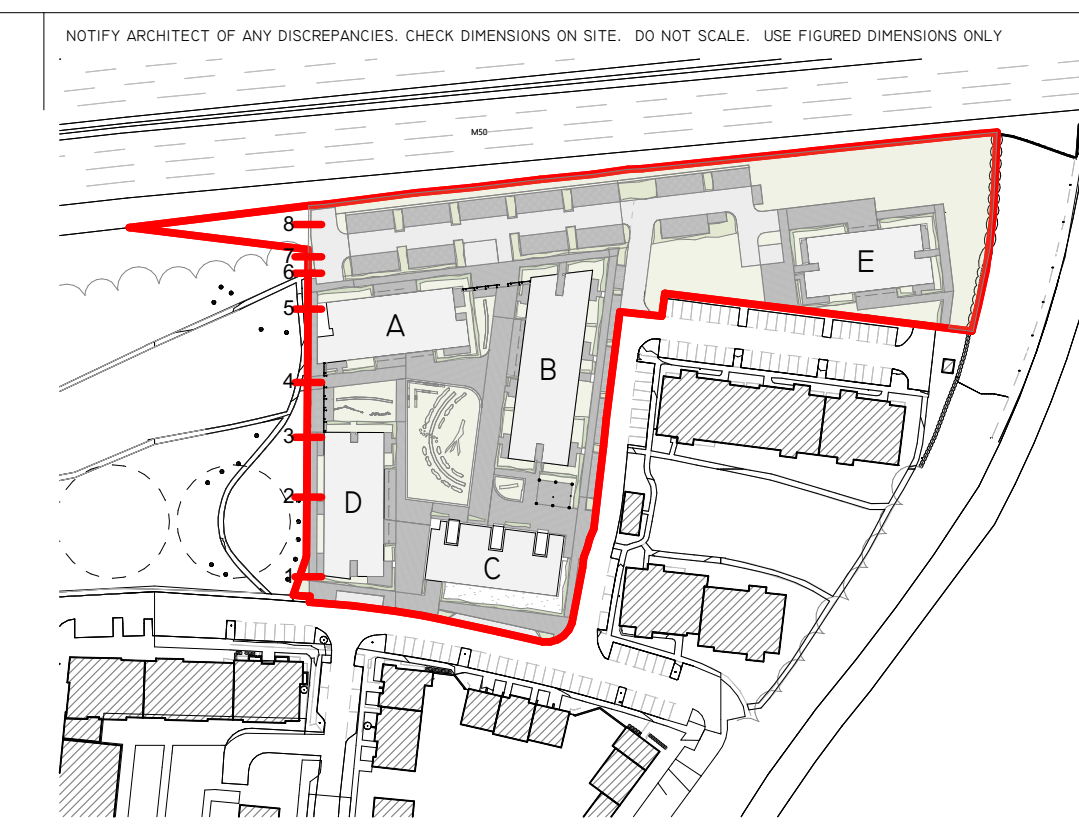 NOTIFY ARCHITECT OF ANY DISCREPANCIES. CHECK DIMENSIONS ON SITE. DO NOT SCALE. USE FIGURED DIMENSIONS ONLY
M50
8
7
6
E
5
A
B
4
3
2
D
C
1